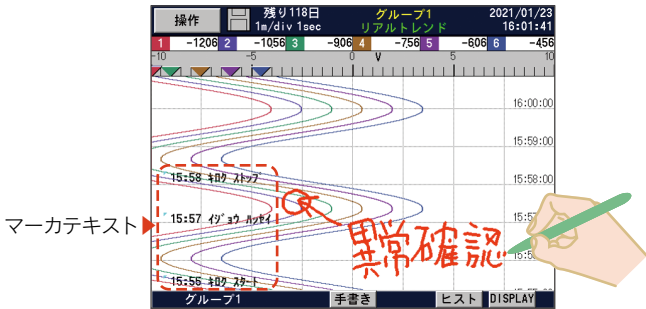 操作
残り118日
1m/div 1sec
グループ1
リアルトレンド
2021/01/23
16:01:41
1 -1206 2 -1056 3 -906 4 -756 5 -606 6 -456
-10 -5 0 V 5 10
16:00:00
15:59:00
15:58:00
15:58 キロク ストップ
15:57 イジョウ ハッセイ
マーカテキスト
異常確認
15:56 キロク スタート
グループ1 手書き ヒスト DISPLAY